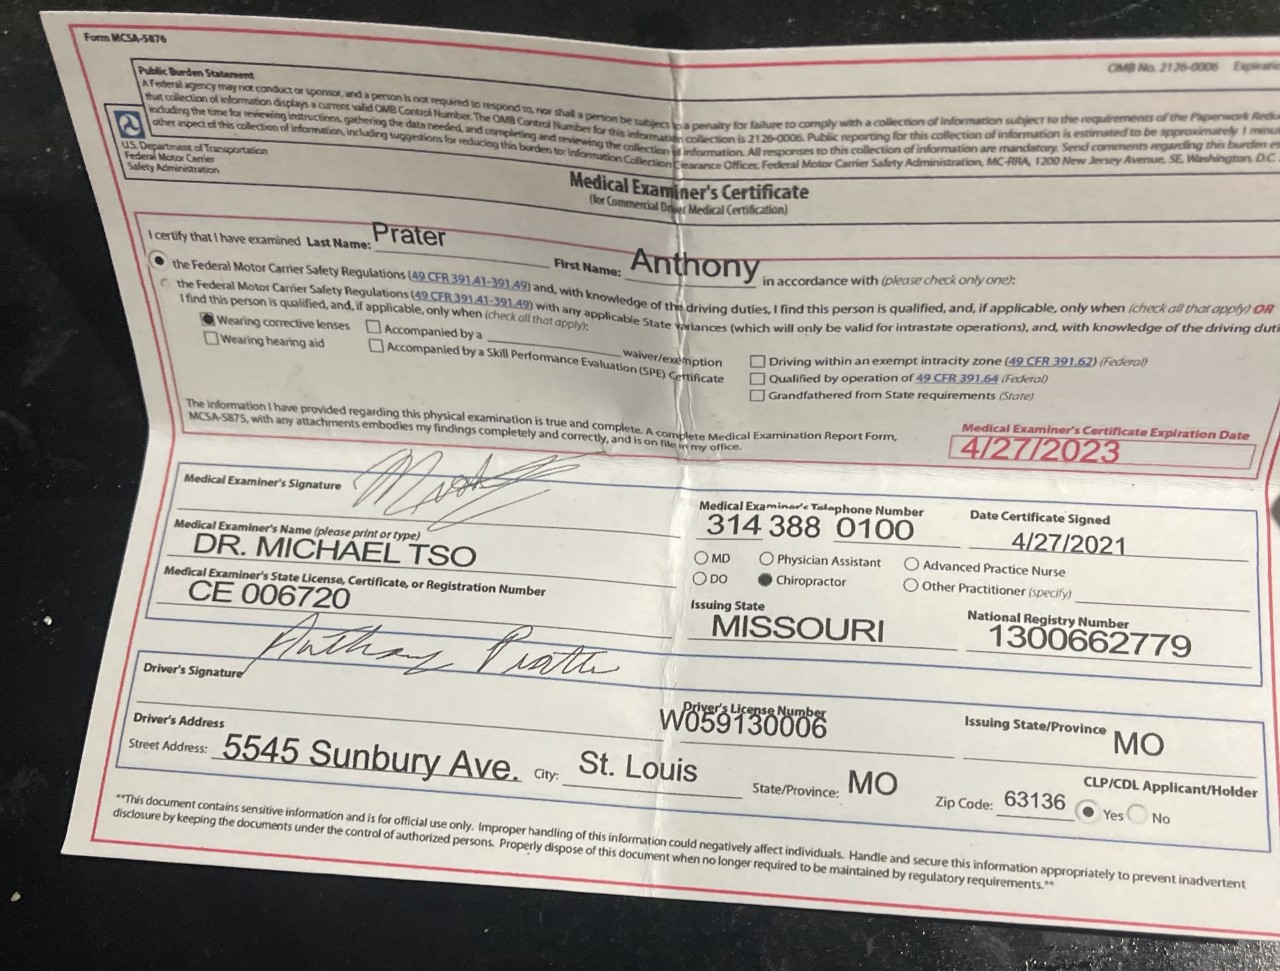 Form MCSA-5876
OMB No. 2126-0006
Public Burden Statement
A Federal agency may not conduct or sponsor, and a person is not required to respond to, nor shall a person be subject to a penalty for failure to comply with a collection of information subject to the requirements of the Paperwork
that collection of information displays a current valid OMB Control Number. The OMB Control Number for this information collection is 2126-0006. Public reporting for this collection of information is estimated to be approximately 1
including the time for reviewing instructions, gathering the data needed, and completing and reviewing the collection of information. All responses to this collection of information are mandatory. Send comments regarding this burden
other aspect of this collection of information, including suggestions for reducing this burden to: Information Collection Clearance Officer, Federal Motor Carrier Safety Administration, MC-RRA, 1200 New Jersey Avenue, SE, Washington, D.C.
U.S. Department of Transportation
Federal Motor Carrier
Safety Administration
Medical Examiner's Certificate
(for Commercial Driver Medical Certification)
I certify that I have examined Last Name: Prater First Name: Anthony in accordance with (please check only one):
the Federal Motor Carrier Safety Regulations (49 CFR 391.41-391.49) and, with knowledge of the driving duties, I find this person is qualified, and, if applicable, only when (check all that apply) OR
the Federal Motor Carrier Safety Regulations (49 CFR 391.41-391.49) with any applicable State variances (which will only be valid for intrastate operations), and, with knowledge of the driving
I find this person is qualified, and, if applicable, only when (check all that apply):
Wearing corrective lenses Accompanied by a waiver/exemption Driving within an exempt intracity zone (49 CFR 391.62) (Federal)
Wearing hearing aid Accompanied by a Skill Performance Evaluation (SPE) Certificate Qualified by operation of 49 CFR 391.64 (Federal)
Grandfathered from State requirements (State)
The information I have provided regarding this physical examination is true and complete. A complete Medical Examination Report Form,
MCSA-5875, with any attachments embodies my findings completely and correctly, and is on file in my office.
Medical Examiner's Certificate Expiration Date
4/27/2023
Medical Examiner's Signature
Medical Examiner's Telephone Number
314 388 0100
Date Certificate Signed
4/27/2021
Medical Examiner's Name (please print or type)
DR. MICHAEL TSO
MD Physician Assistant Advanced Practice Nurse
DO Chiropractor Other Practitioner (specify)
Medical Examiner's State License, Certificate, or Registration Number
CE 006720
Issuing State
MISSOURI
National Registry Number
1300662779
Driver's Signature Anthony Prater
Driver's License Number
W059130006
Issuing State/Province MO
Driver's Address
Street Address: 5545 Sunbury Ave. City: St. Louis State/Province: MO Zip Code: 63136
CLP/CDL Applicant/Holder
Yes No
**This document contains sensitive information and is for official use only. Improper handling of this information could negatively affect individuals. Handle and secure this information appropriately to prevent inadvertent
disclosure by keeping the documents under the control of authorized persons. Properly dispose of this document when no longer required to be maintained by regulatory requirements.**